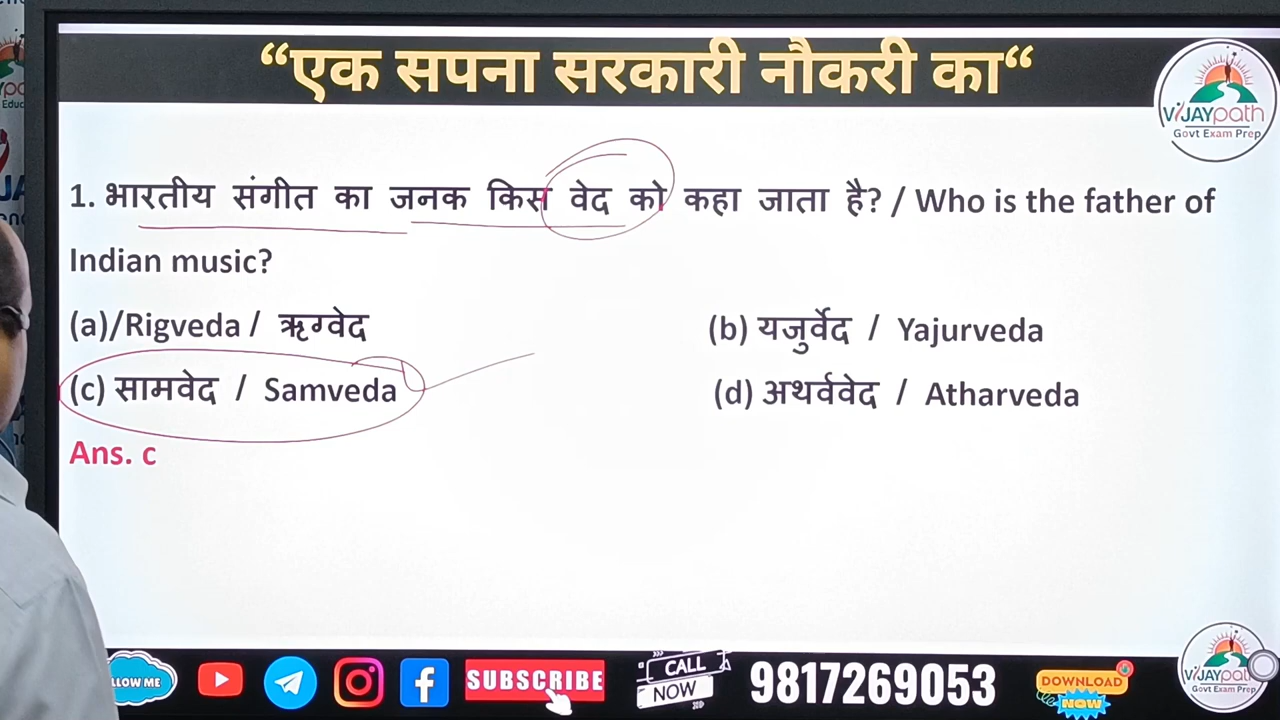 “एक सपना सरकारी नौकरी का“
VIJAYpath
Govt Exam Prep
1. भारतीय संगीत का जनक किस वेद को कहा जाता है? / Who is the father of
Indian music?
(a)/Rigveda / ऋग्वेद
(b) यजुर्वेद / Yajurveda
(c) सामवेद / Samveda
(d) अथर्ववेद / Atharveda
Ans. c
LLOW ME
SUBSCRIBE
CALL
NOW
9817269053
DOWNLOAD
NOW
VIJAYpath
Govt Exam Prep